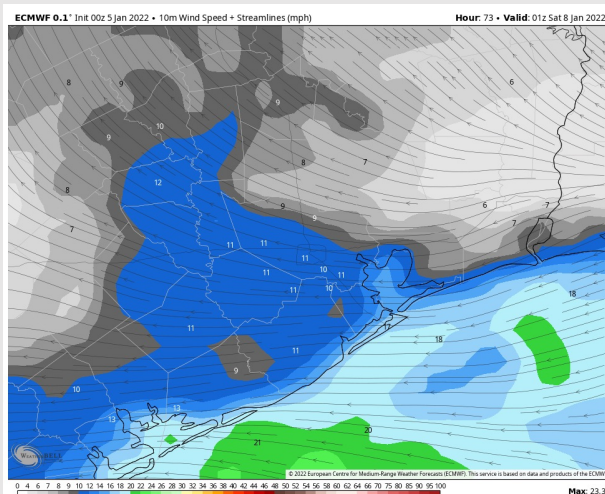 ECMWF 0.1° Init 00z 5 Jan 2022 • 10m Wind Speed + Streamlines (mph)
Hour: 73 • Valid: 01z Sat 8 Jan 2022
8 9 6
9
10
9
8 7
12
8
9 6 7
7 9 7
11 11
11
11 10 11
11 10
18
11 17
18
11
9
10
13 13
20
21
WeatherBELL
© 2022 European Centre for Medium-Range Weather Forecasts (ECMWF). This service is based on data and products of the ECMW
0 4 6 7 8 9 10 12 14 16 18 20 22 24 26 28 30 32 34 36 38 40 42 44 46 48 50 52 54 56 58 60 62 64 66 70 75 80 85 90 95 100
Max: 23.3